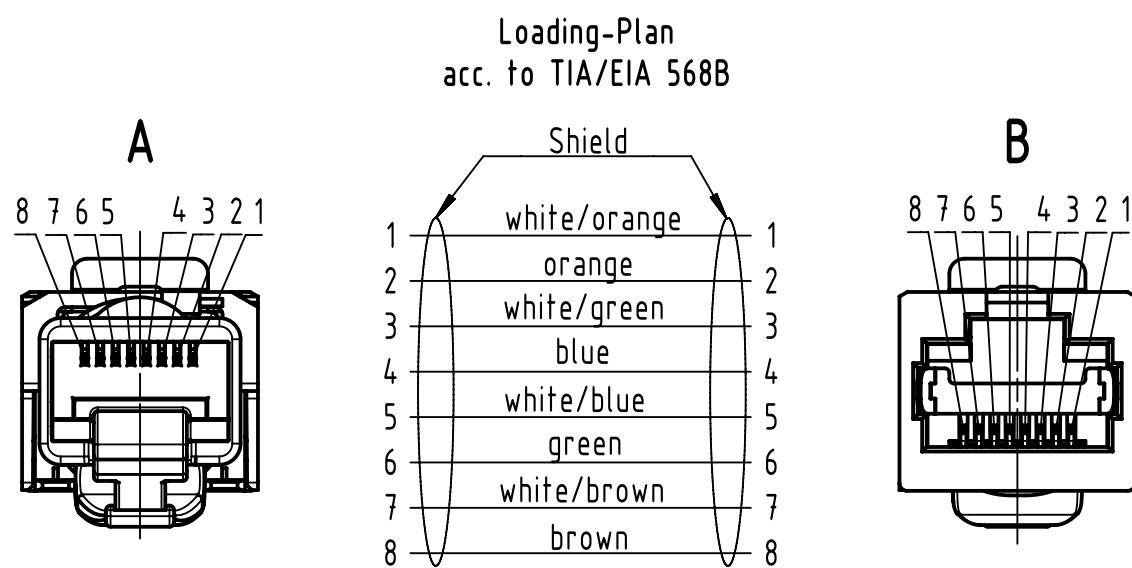 Loading-Plan
acc. to TIA/EIA 568B
A
B
Shield
8 7 6 5 4 3 2 1
8 7 6 5 4 3 2 1
1 white/orange 1
2 orange 2
3 white/green 3
4 blue 4
5 white/blue 5
6 green 6
7 white/brown 7
8 brown 8